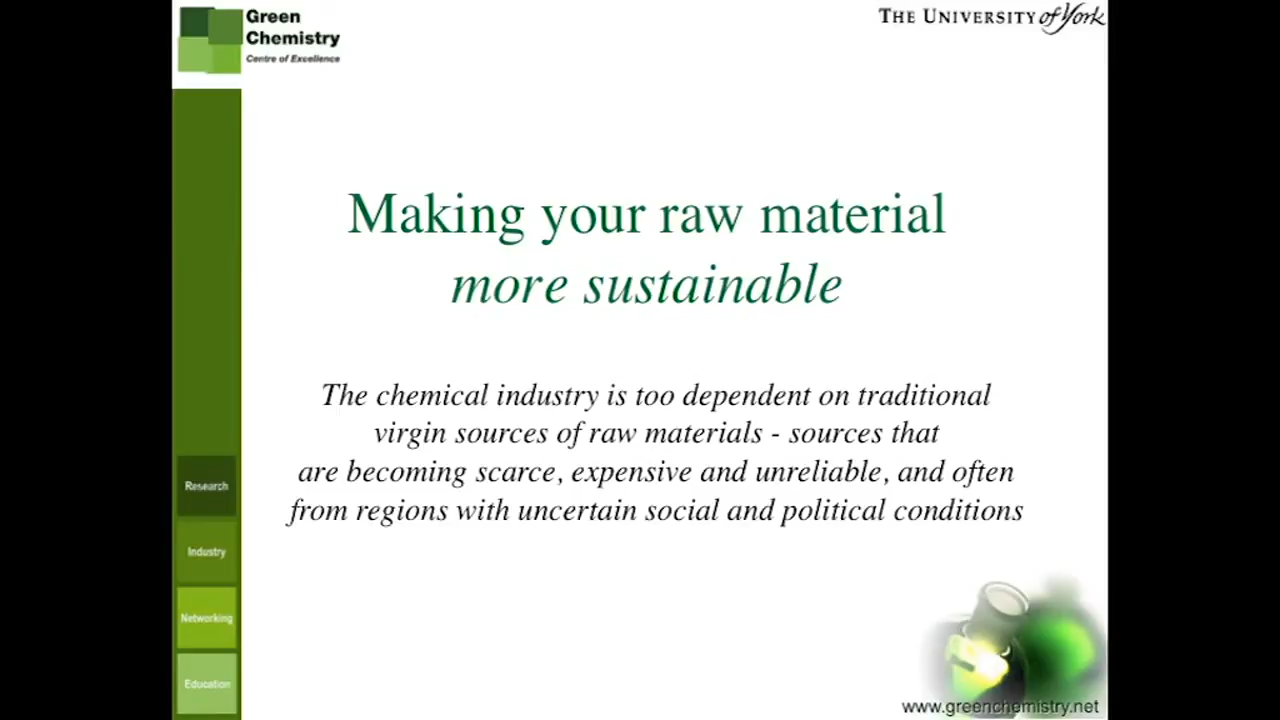 Green
Chemistry
Centre of Excellence
THE UNIVERSITY of York
Making your raw material
more sustainable
The chemical industry is too dependent on traditional
virgin sources of raw materials - sources that
are becoming scarce, expensive and unreliable, and often
from regions with uncertain social and political conditions
Research
Industry
Networking
Education
www.greenchemistry.net